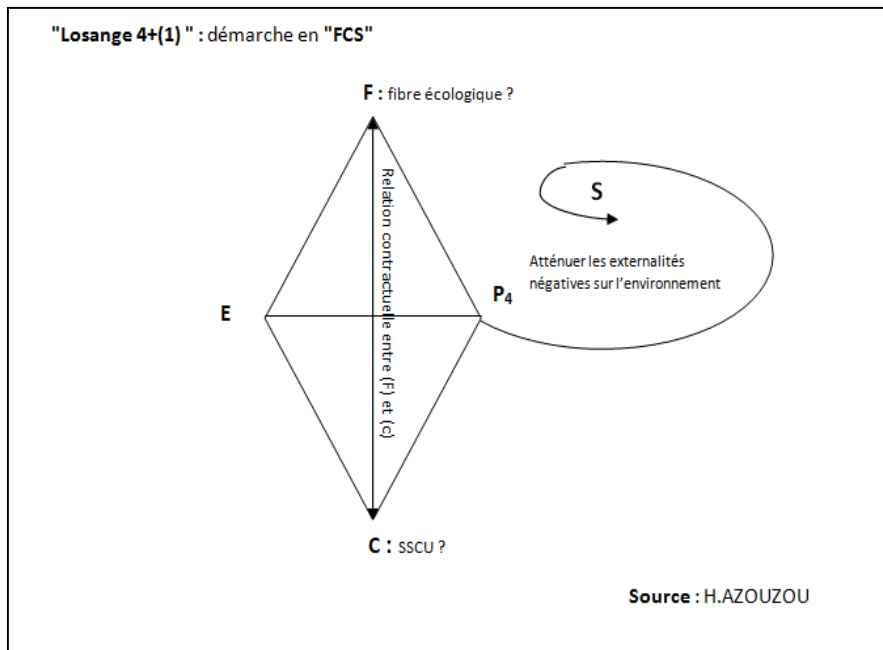 "Losange 4+(1) " : démarche en "FCS"
F : fibre écologique ?
Relation contractuelle entre (F) et (c)
S
Atténuer les externalités
négatives sur l'environnement
P₄
E
C : SSCU ?
Source : H.AZOUZOU